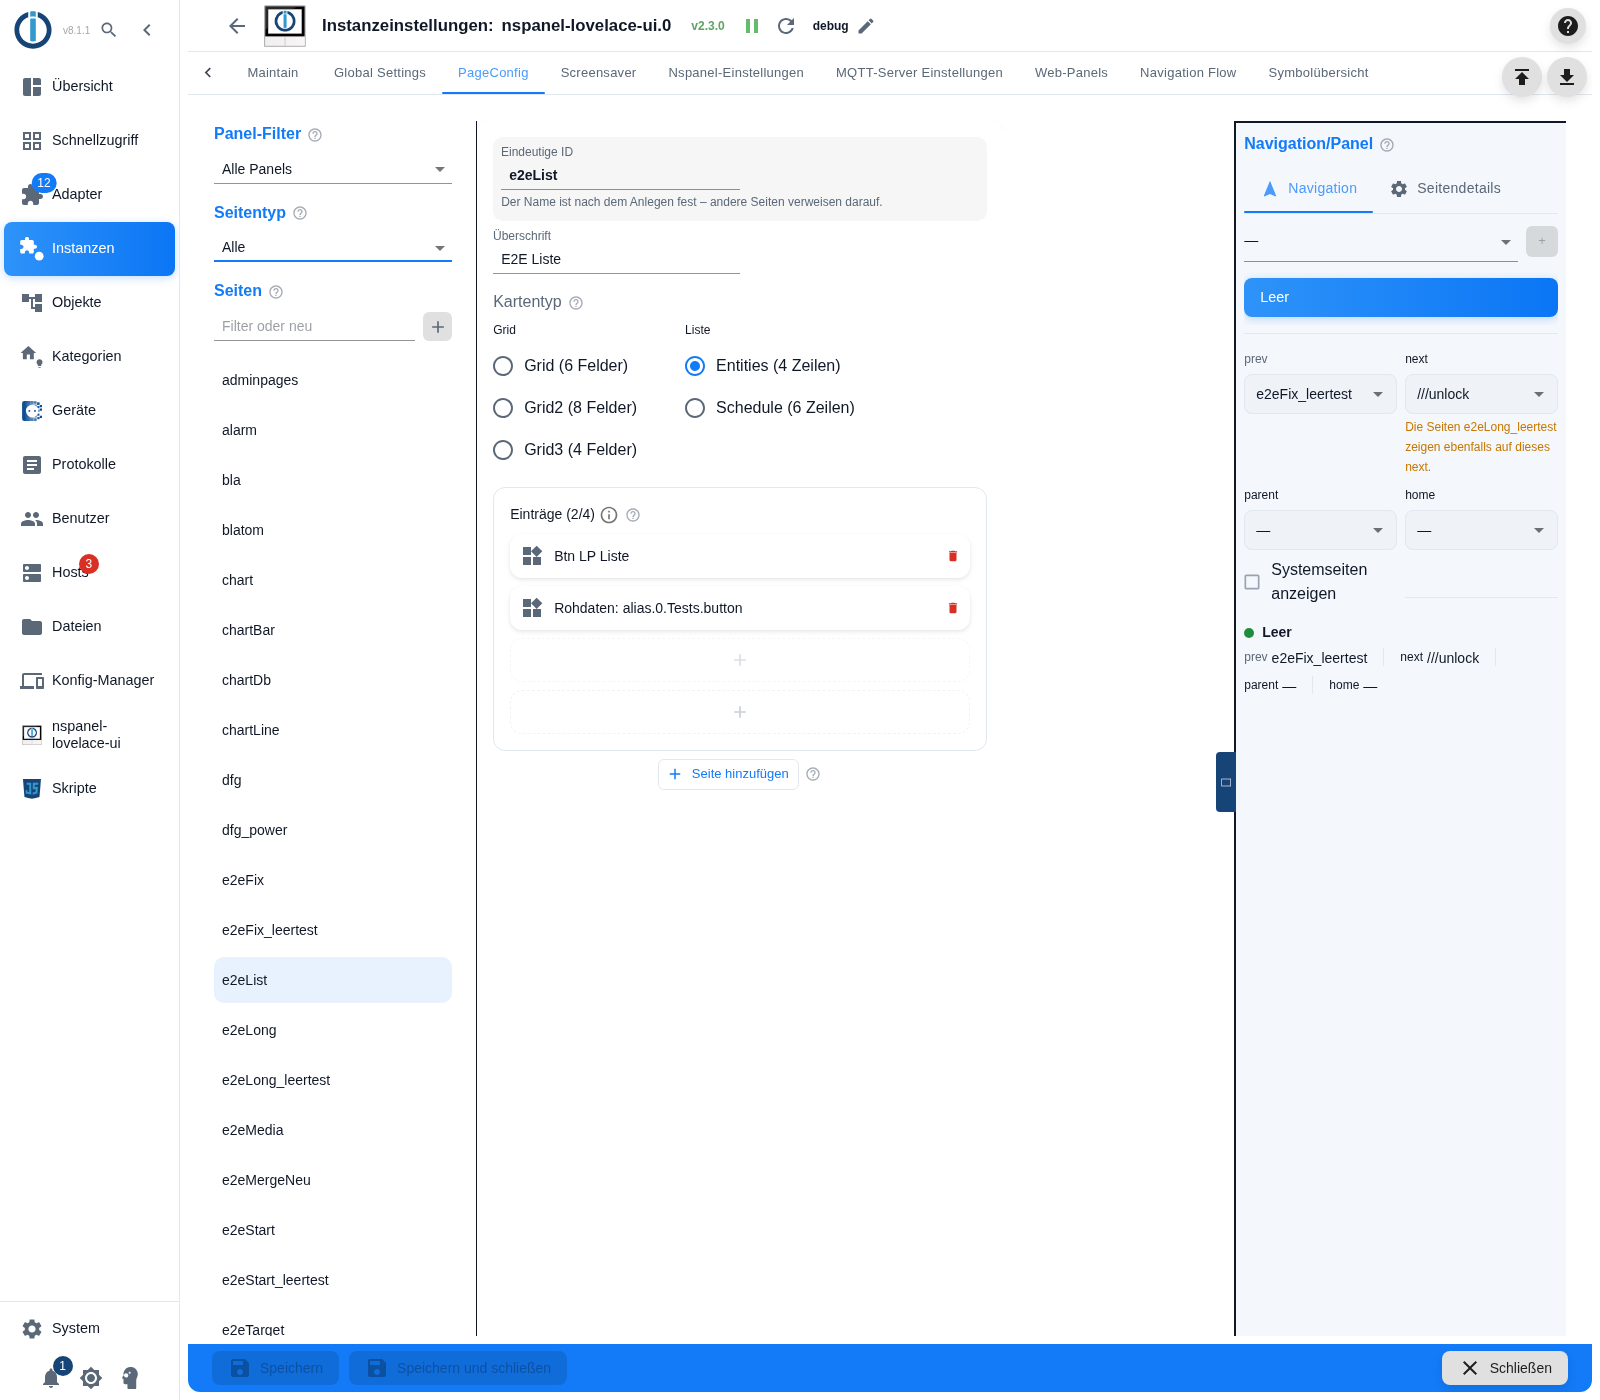 v8.1.1
Übersicht
Schnellzugriff
12
Adapter
Instanzen
Objekte
Kategorien
Geräte
Protokolle
Benutzer
Hosts
3
Dateien
Konfig-Manager
nspanel-
lovelace-ui
Skripte
System
1
Instanzeinstellungen: nspanel-lovelace-ui.0
v2.3.0
debug
Maintain
Global Settings
PageConfig
Screensaver
Nspanel-Einstellungen
MQTT-Server Einstellungen
Web-Panels
Navigation Flow
Symbolübersicht
Panel-Filter
Alle Panels
Seitentyp
Alle
Seiten
Filter oder neu
adminpages
alarm
bla
blatom
chart
chartBar
chartDb
chartLine
dfg
dfg_power
e2eFix
e2eFix_leertest
e2eList
e2eLong
e2eLong_leertest
e2eMedia
e2eMergeNeu
e2eStart
e2eStart_leertest
e2eTarget
Eindeutige ID
e2eList
Der Name ist nach dem Anlegen fest – andere Seiten verweisen darauf.
Überschrift
E2E Liste
Kartentyp
Grid
Liste
Grid (6 Felder)
Entities (4 Zeilen)
Grid2 (8 Felder)
Schedule (6 Zeilen)
Grid3 (4 Felder)
Einträge (2/4)
Btn LP Liste
Rohdaten: alias.0.Tests.button
+
+
+ Seite hinzufügen
Navigation/Panel
Navigation
Seitendetails
—
+
Leer
prev
next
e2eFix_leertest
///unlock
Die Seiten e2eLong_leertest
zeigen ebenfalls auf dieses
next.
parent
home
—
—
Systemseiten
anzeigen
Leer
prev e2eFix_leertest
next ///unlock
parent —
home —
Speichern
Speichern und schließen
Schließen